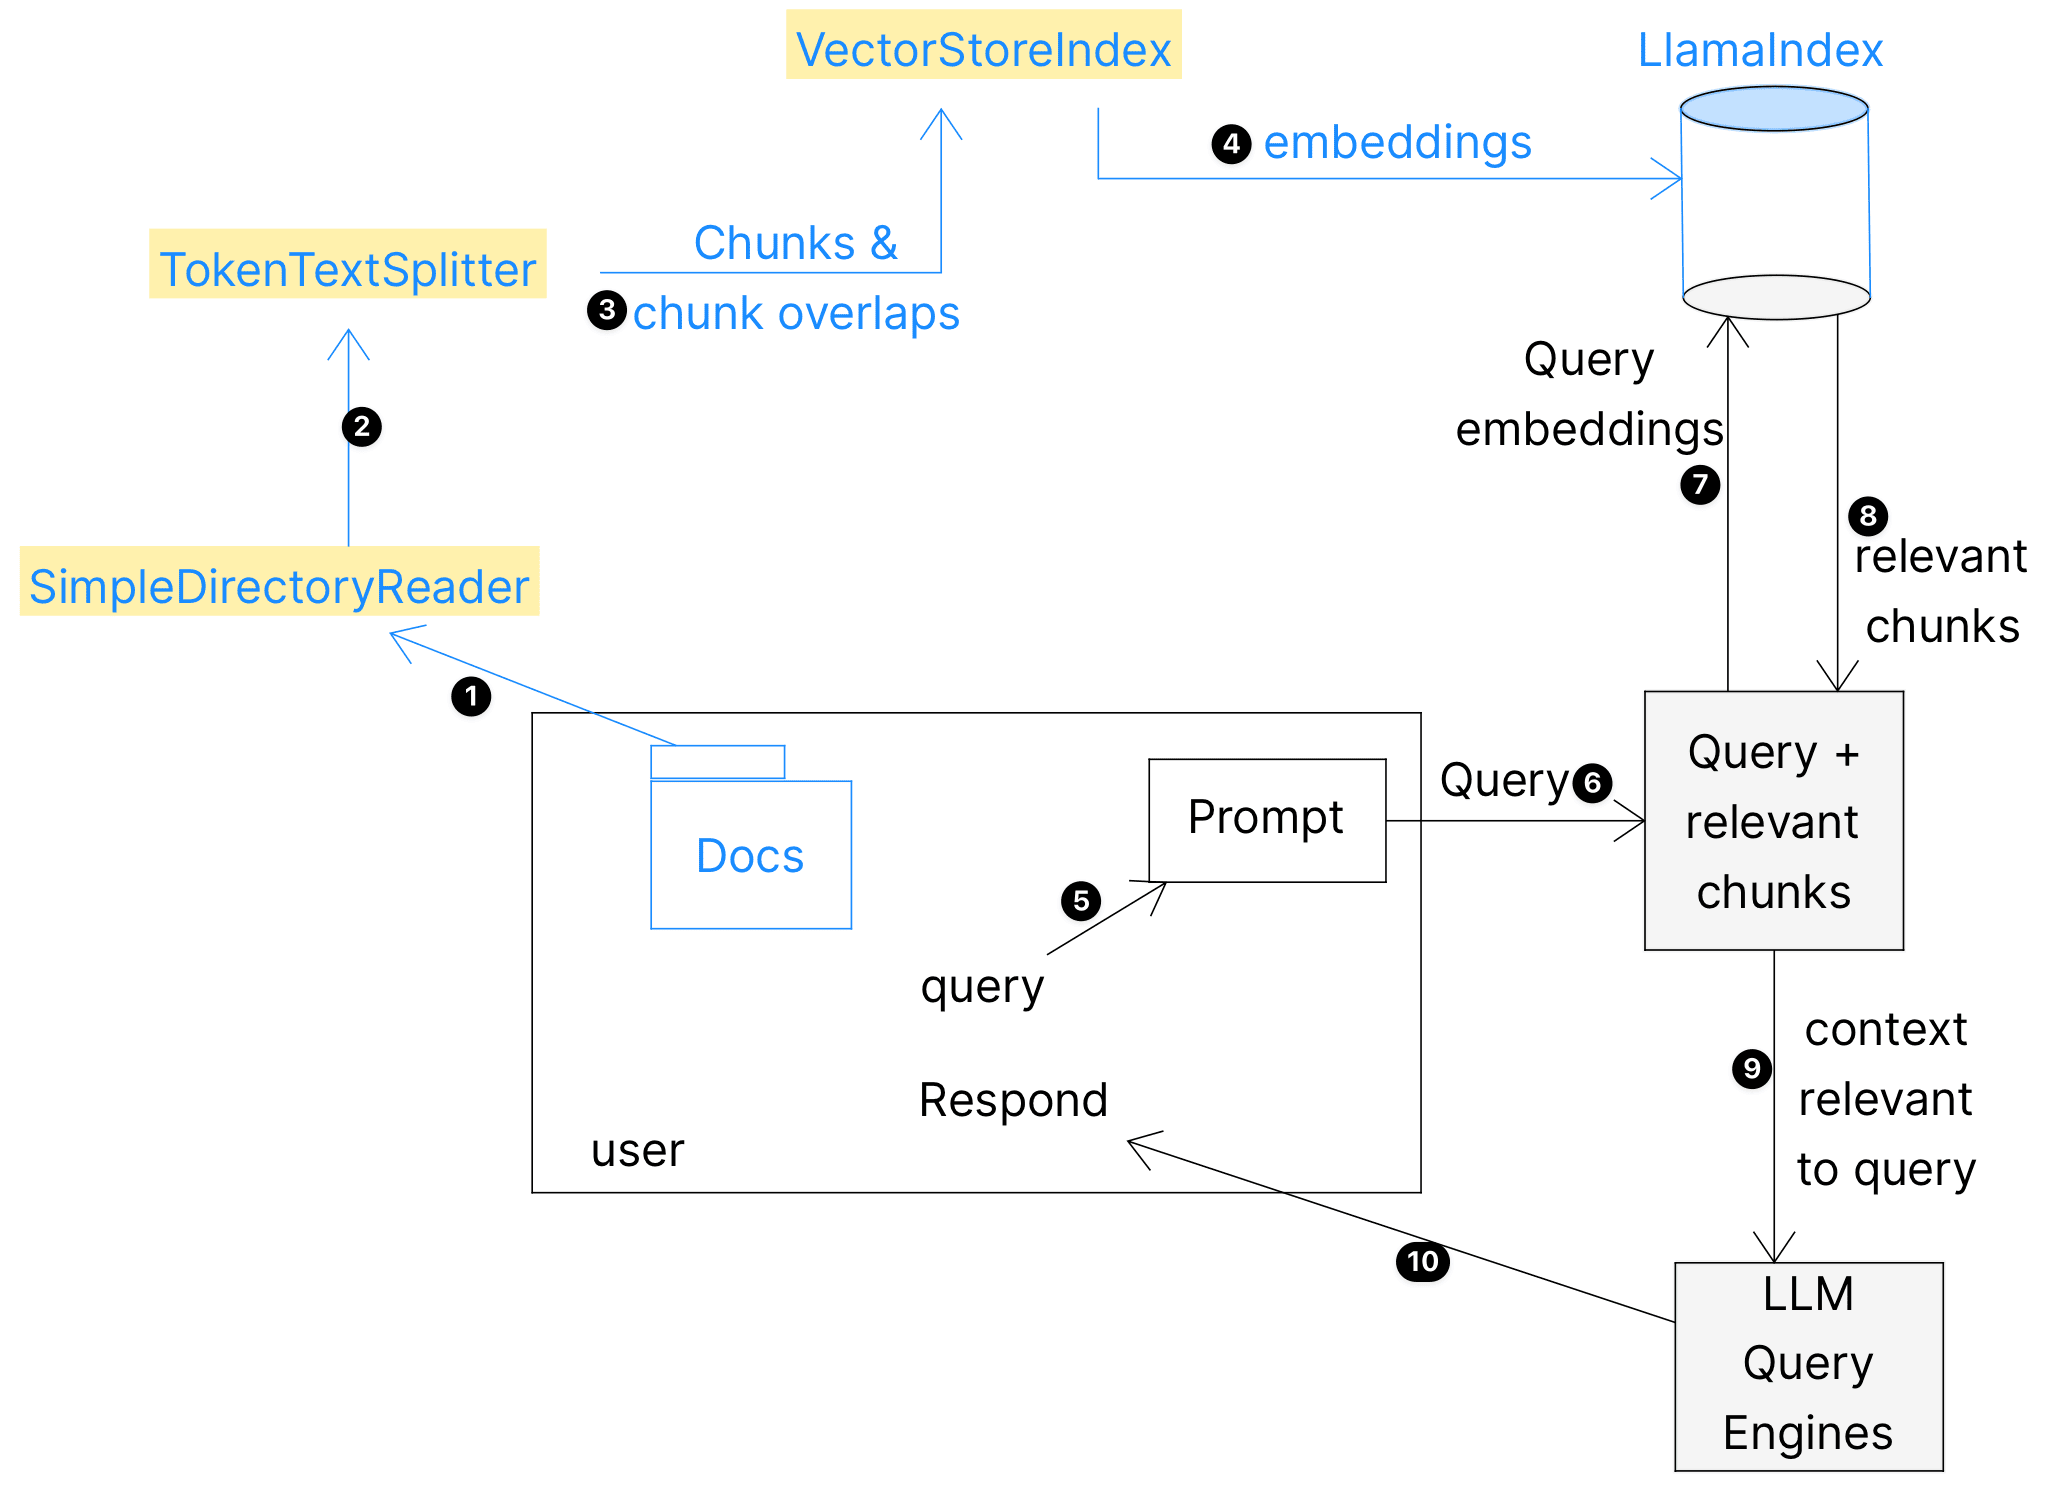 VectorStoreIndex
LlamaIndex
4 embeddings
TokenTextSplitter
Chunks &
3 chunk overlaps
2
SimpleDirectoryReader
1
Query
embeddings
7
8
relevant
chunks
Docs
Prompt
5
query
Respond
user
Query 6
Query +
relevant
chunks
9
context
relevant
to query
10
LLM
Query
Engines